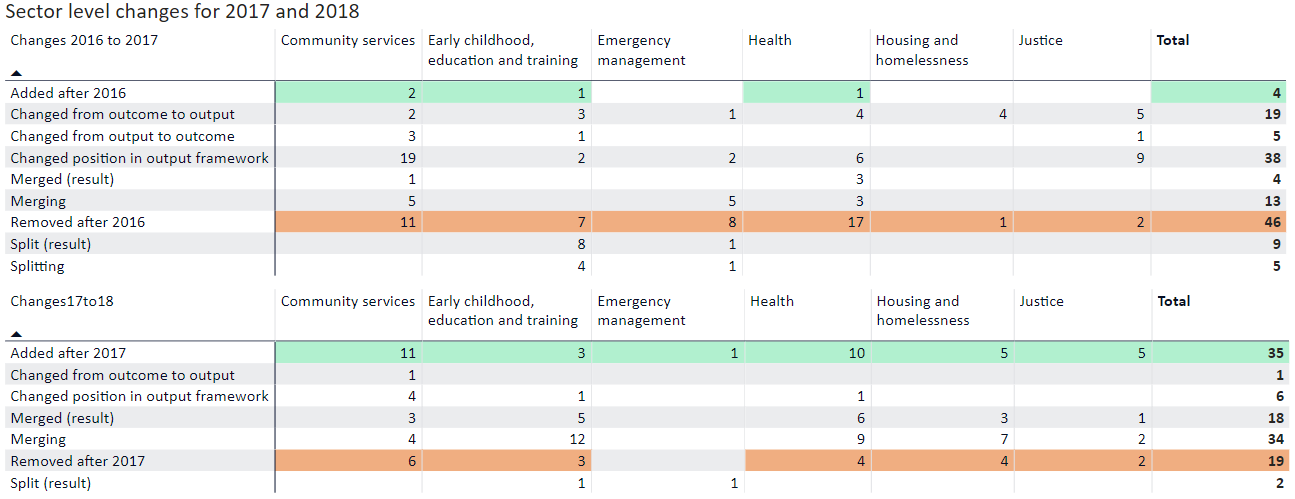 Sector level changes for 2017 and 2018
Changes 2016 to 2017 Community services Early childhood, Emergency Health Housing and Justice Total
education and training management homelessness
Added after 2016 2 1 1 4
Changed from outcome to output 2 3 1 4 4 5 19
Changed from output to outcome 3 1 1 5
Changed position in output framework 19 2 2 6 9 38
Merged (result) 1 3 4
Merging 5 5 3 13
Removed after 2016 11 7 8 17 1 2 46
Split (result) 8 1 9
Splitting 4 1 5
Changes17to18 Community services Early childhood, Emergency Health Housing and Justice Total
education and training management homelessness
Added after 2017 11 3 1 10 5 5 35
Changed from outcome to output 1 1
Changed position in output framework 4 1 1 6
Merged (result) 3 5 6 3 1 18
Merging 4 12 9 7 2 34
Removed after 2017 6 3 4 4 2 19
Split (result) 1 1 2